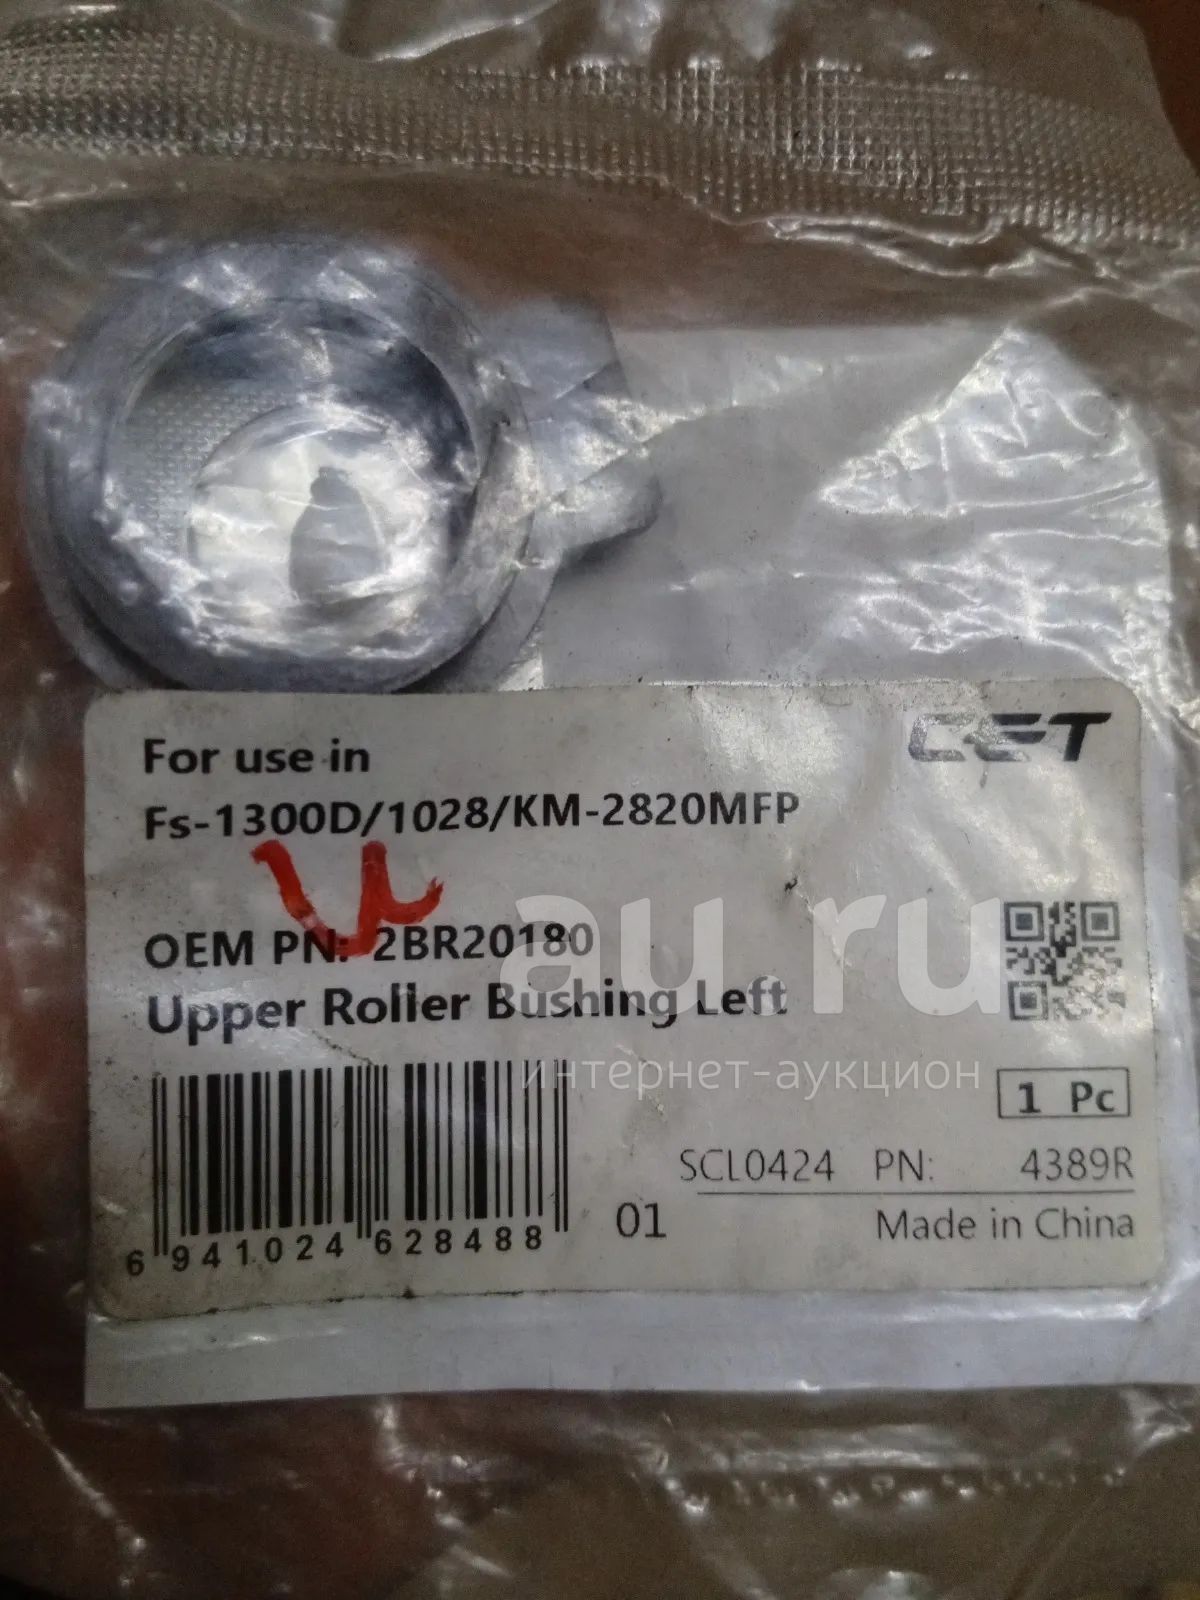 CET
For use in
Fs-1300D/1028/KM-2820MFP
OEM PN: 2BR20180
Upper Roller Bushing Left
au.ru
интернет-аукцион
1 Pc
SCL0424 PN: 4389R
01
Made in China
6 941024 628488